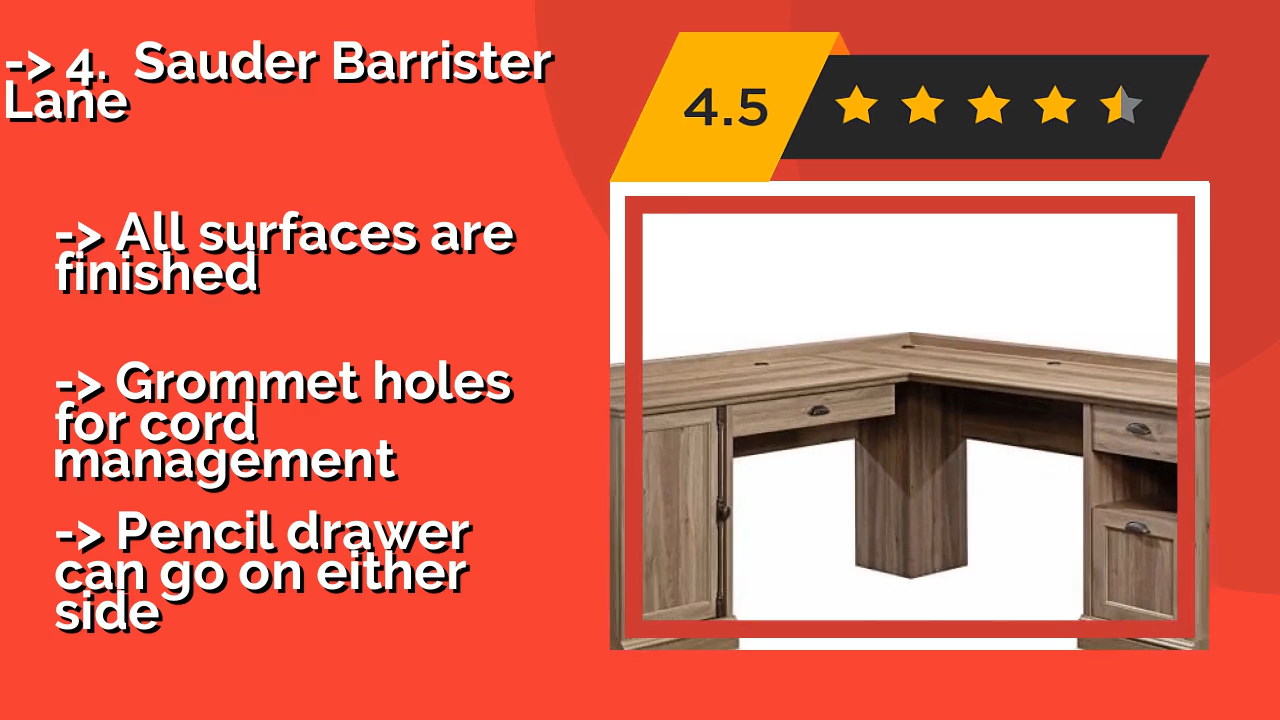 -> 4.  Sauder Barrister
Lane
4.5
-> All surfaces are
finished
-> Grommet holes
for cord
management
-> Pencil drawer
can go on either
side